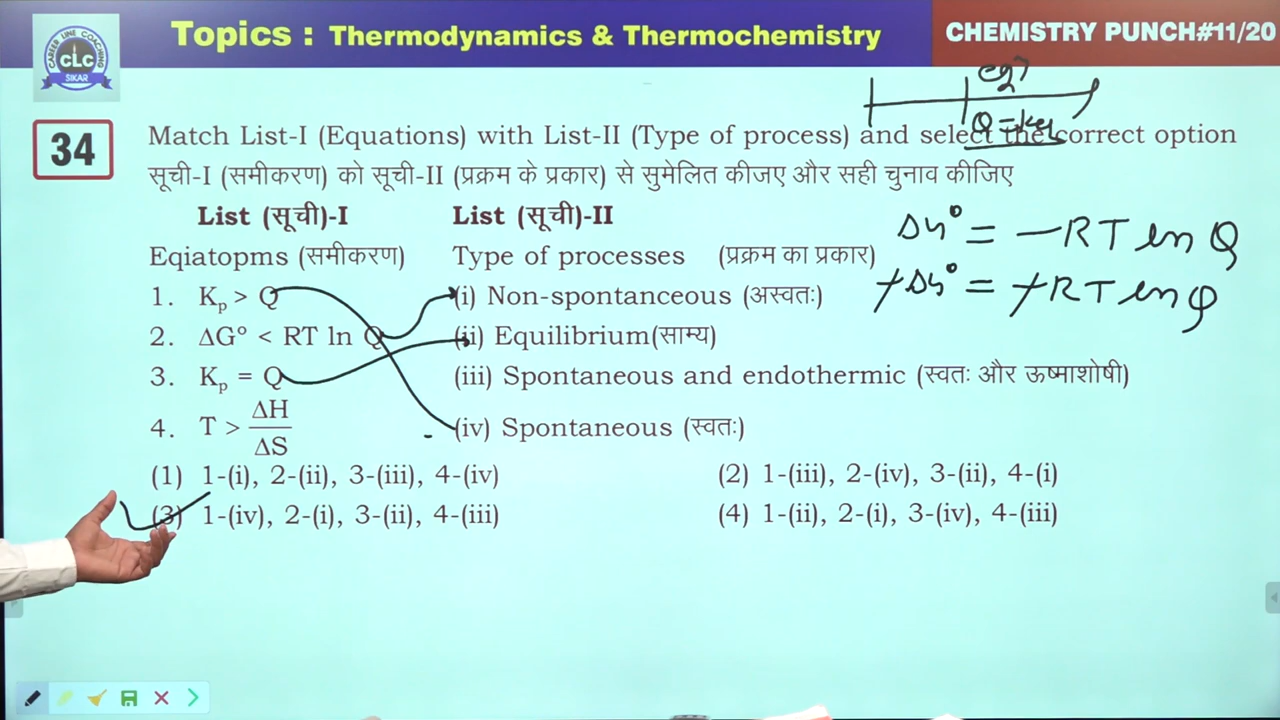 CAREER LINE COACHING
CLC
SIKAR
Topics : Thermodynamics & Thermochemistry
CHEMISTRY PUNCH#11/20
34
Match List-I (Equations) with List-II (Type of process) and select the correct option
सूची-I (समीकरण) को सूची-II (प्रक्रम के प्रकार) से सुमेलित कीजए और सही चुनाव कीजिए
List (सूची)-I List (सूची)-II
Eqiatopms (समीकरण) Type of processes (प्रक्रम का प्रकार)
1. Kp > Q (i) Non-spontanceous (अस्वतः)
2. ΔG° < RT ln Q (ii) Equilibrium(साम्य)
3. Kp = Q (iii) Spontaneous and endothermic (स्वतः और ऊष्माशोषी)
4. T > ΔH/ΔS (iv) Spontaneous (स्वतः)
(1) 1-(i), 2-(ii), 3-(iii), 4-(iv) (2) 1-(iii), 2-(iv), 3-(ii), 4-(i)
(3) 1-(iv), 2-(i), 3-(ii), 4-(iii) (4) 1-(ii), 2-(i), 3-(iv), 4-(iii)
= -RT ln Q
RT ln Q